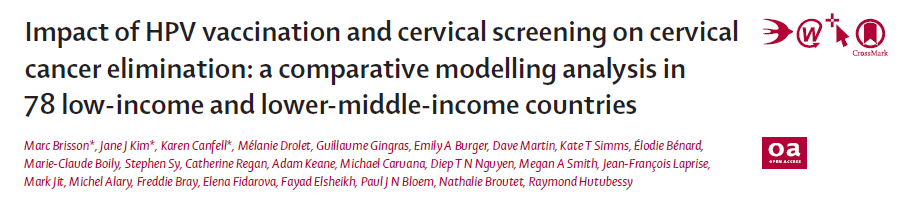 Impact of HPV vaccination and cervical screening on cervical
cancer elimination: a comparative modelling analysis in
78 low-income and lower-middle-income countries
W
CrossMark
Marc Brisson*, Jane J Kim*, Karen Canfell*, Mélanie Drolet, Guillaume Gingras, Emily A Burger, Dave Martin, Kate T Simms, Élodie Bénard,
Marie-Claude Boily, Stephen Sy, Catherine Regan, Adam Keane, Michael Caruana, Diep T N Nguyen, Megan A Smith, Jean-François Laprise,
Mark Jit, Michel Alary, Freddie Bray, Elena Fidarova, Fayad Elsheikh, Paul J N Bloem, Nathalie Broutet, Raymond Hutubessy
oa
OPEN ACCESS